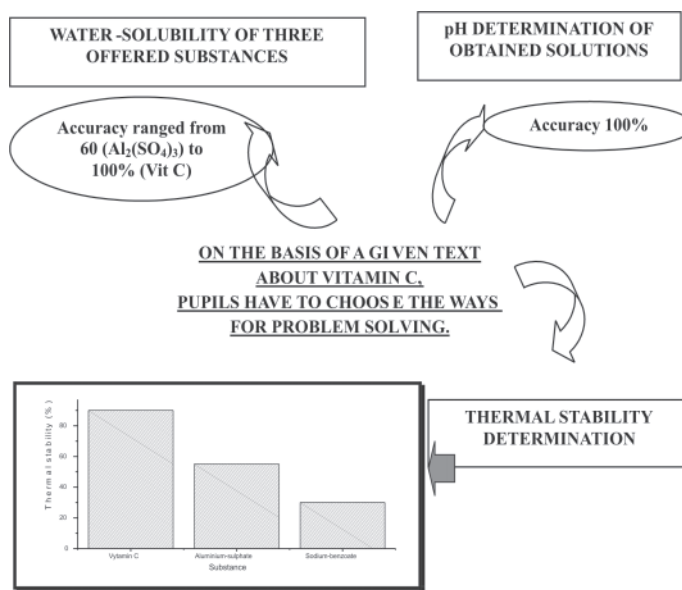 WATER -SOLUBILITY OF THREE
OFFERED SUBSTANCES
pH DETERMINATION OF
OBTAINED SOLUTIONS
Accuracy ranged from
60 (Al₂(SO₄)₃) to
100% (Vit C)
Accuracy 100%
ON THE BASIS OF A GI VEN TEXT
ABOUT VITAMIN C,
PUPILS HAVE TO CHOOS E THE WAYS
FOR PROBLEM SOLVING.
THERMAL STABILITY
DETERMINATION
Thermal stability (%)
80
60
40
20
0
Vytamin C Aluminium-sulphate Sodium-benzoate
Substance